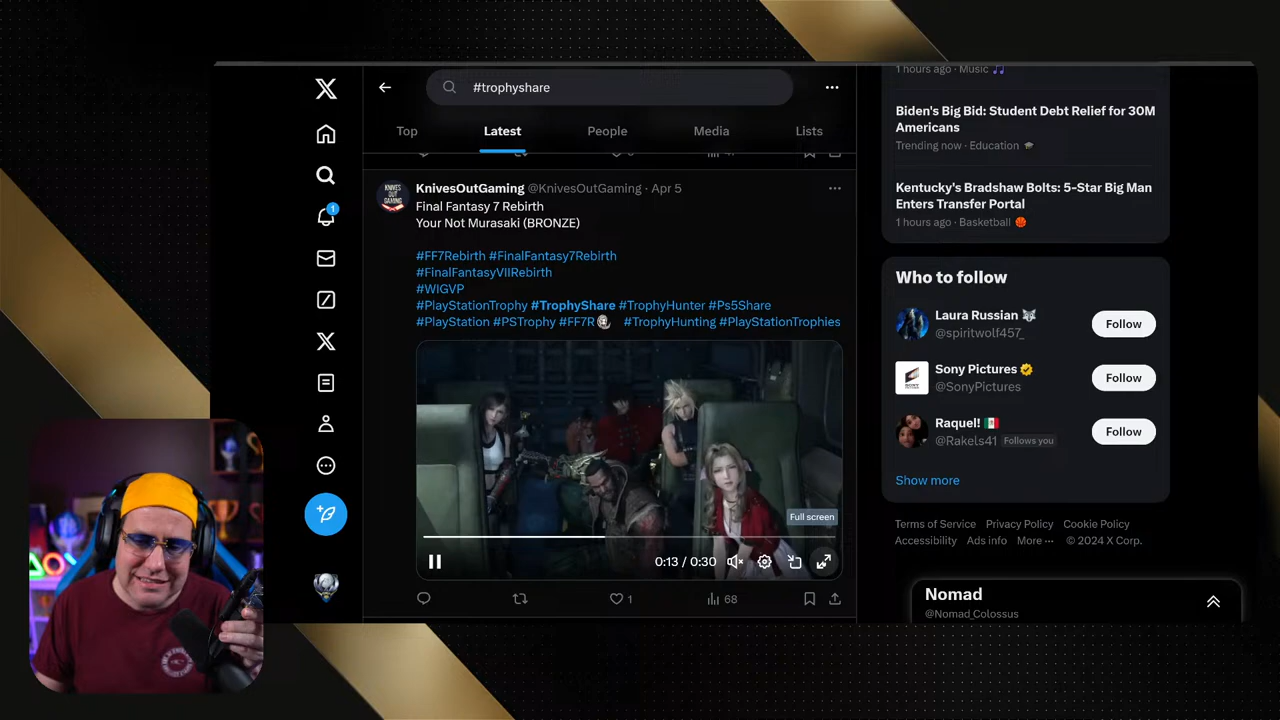 #trophyshare
Top
Latest
People
Media
Lists
KnivesOutGaming @KnivesOutGaming · Apr 5
Final Fantasy 7 Rebirth
Your Not Murasaki (BRONZE)
#FF7Rebirth #FinalFantasy7Rebirth
#FinalFantasyVIIRebirth
#WIGVP
#PlayStationTrophy #TrophyShare #TrophyHunter #Ps5Share
#PlayStation #PSTrophy #FF7R #TrophyHunting #PlayStationTrophies
KNIVES
OUT
GAMING
Full screen
0:13 / 0:30
1
68
1
1 hours ago · Music
Biden's Big Bid: Student Debt Relief for 30M
Americans
Trending now · Education
Kentucky's Bradshaw Bolts: 5-Star Big Man
Enters Transfer Portal
1 hours ago · Basketball
Who to follow
Laura Russian
@spiritwolf457_
Follow
Sony Pictures
@SonyPictures
Follow
Raquel!
@Rakels41 Follows you
Follow
Show more
Terms of Service Privacy Policy Cookie Policy
Accessibility Ads info More ··· © 2024 X Corp.
Nomad
@Nomad_Colossus